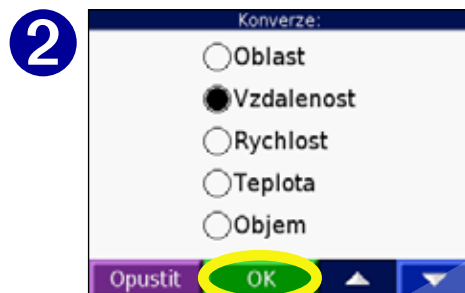 2
Konverze:
Oblast
Vzdalenost
Rychlost
Teplota
Objem
Opustit OK